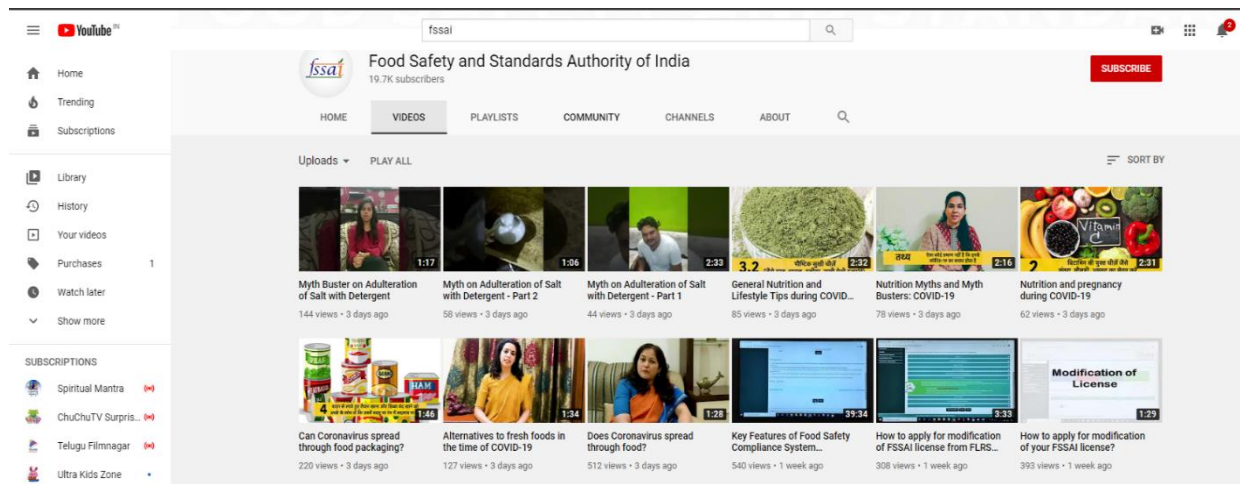 YouTube IN
fssai
2
fssai
Food Safety and Standards Authority of India
19.7K subscribers
SUBSCRIBE
HOME VIDEOS PLAYLISTS COMMUNITY CHANNELS ABOUT
Home
Trending
Subscriptions
Library
History
Your videos
Purchases 1
Watch later
Show more
SUBSCRIPTIONS
Spiritual Mantra
ChuChuTV Surpris...
Telugu Filmnagar
Ultra Kids Zone
Uploads PLAY ALL SORT BY
1:17
Myth Buster on Adulteration
of Salt with Detergent
144 views • 3 days ago
1:06
Myth on Adulteration of Salt
with Detergent - Part 2
58 views • 3 days ago
2:33
Myth on Adulteration of Salt
with Detergent - Part 1
44 views • 3 days ago
3.2
पौष्टिक सूखी चीज़ें
2:32
General Nutrition and
Lifestyle Tips during COVID...
85 views • 3 days ago
तथ्य
2:16
Nutrition Myths and Myth
Busters: COVID-19
78 views • 3 days ago
Vitamin
C
2
विटामिन सी युक्त चीज़ें जैसे
2:31
Nutrition and pregnancy
during COVID-19
62 views • 3 days ago
HAM
4
1:46
Can Coronavirus spread
through food packaging?
220 views • 3 days ago
1:34
Alternatives to fresh foods in
the time of COVID-19
127 views • 3 days ago
1:28
Does Coronavirus spread
through food?
512 views • 3 days ago
39:34
Key Features of Food Safety
Compliance System...
540 views • 1 week ago
3:33
How to apply for modification
of FSSAI license from FLRS...
308 views • 1 week ago
Modification of
License
1:29
How to apply for modification
of your FSSAI license?
393 views • 1 week ago